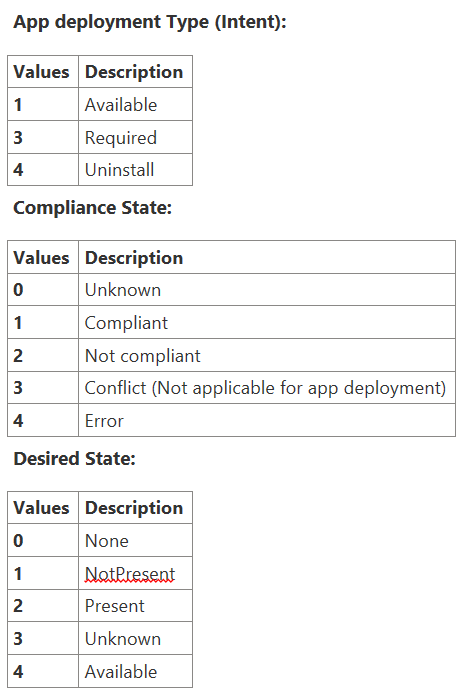 App deployment Type (Intent):
Values Description
1 Available
3 Required
4 Uninstall
Compliance State:
Values Description
0 Unknown
1 Compliant
2 Not compliant
3 Conflict (Not applicable for app deployment)
4 Error
Desired State:
Values Description
0 None
1 NotPresent
2 Present
3 Unknown
4 Available